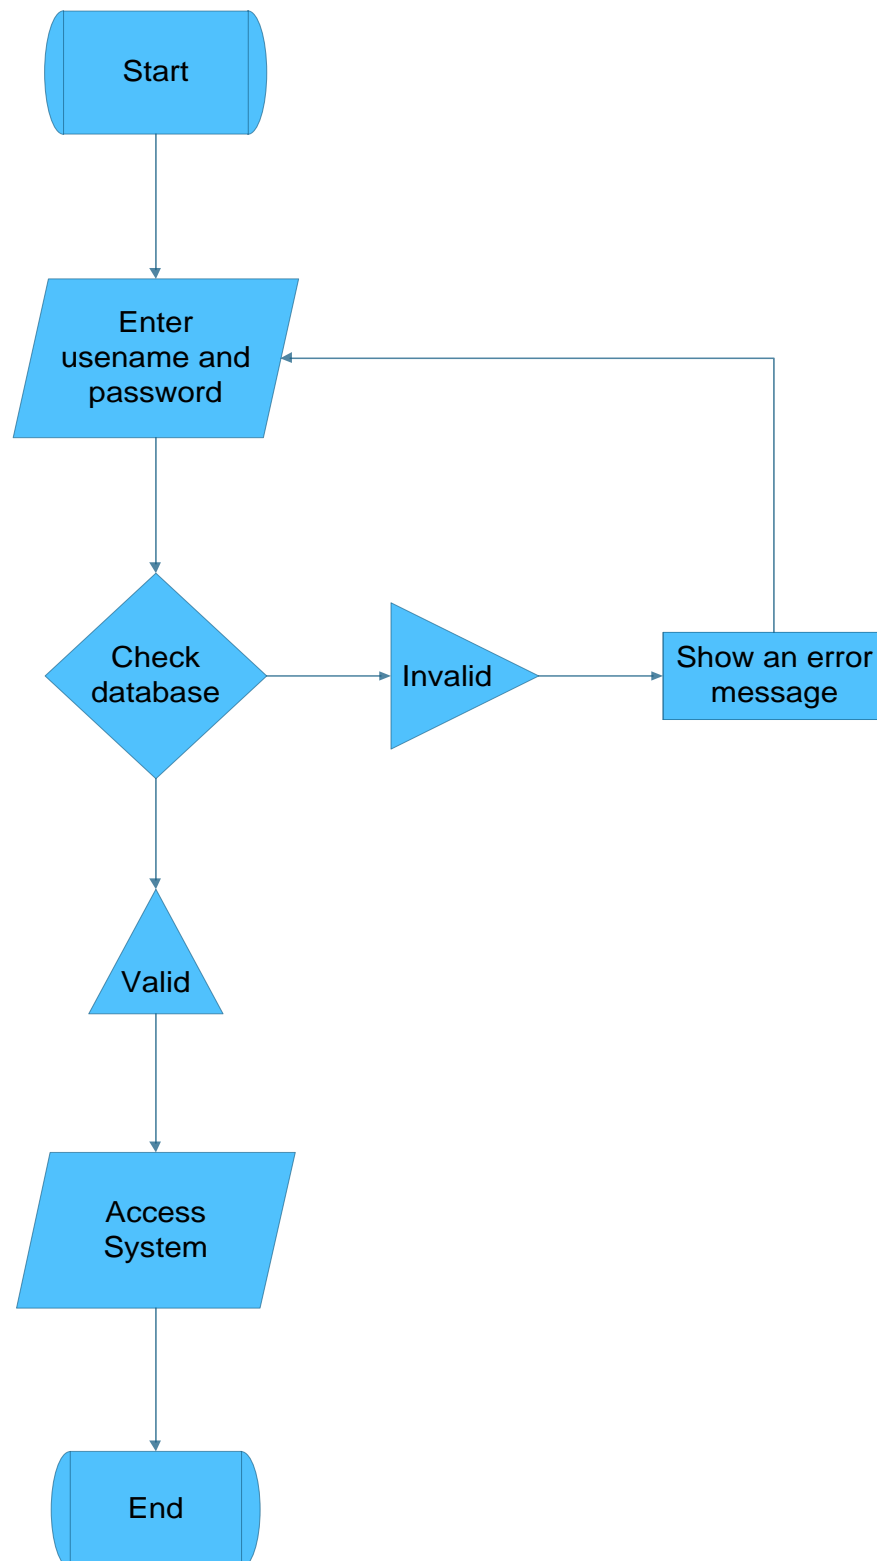 Start
Enter
usename and
password
Check
database
Invalid
Show an error
message
Valid
Access
System
End